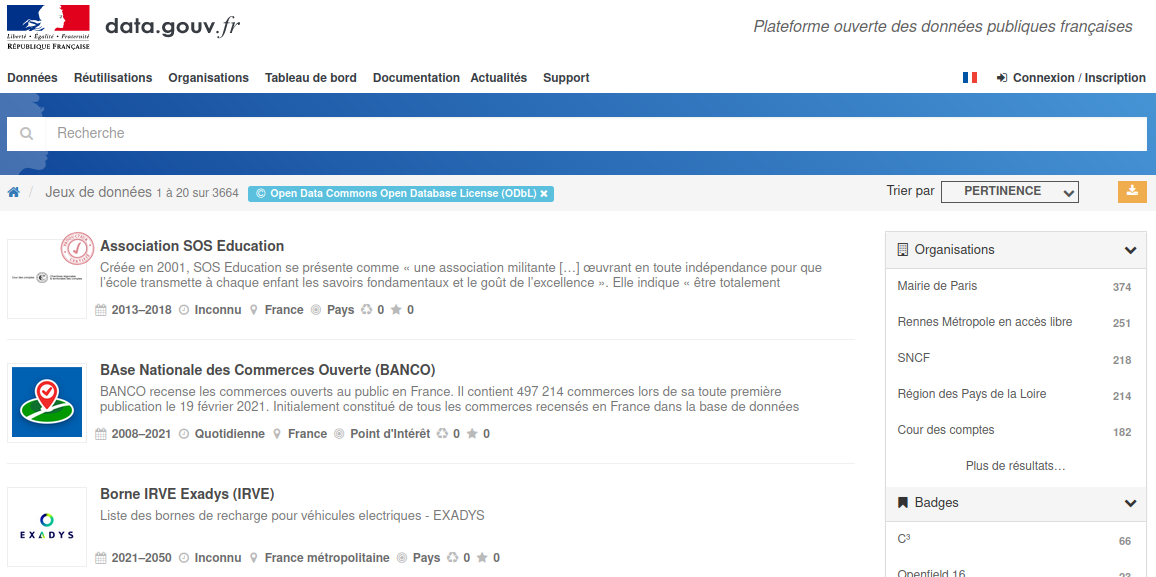 Liberté • Égalité • Fraternité
RÉPUBLIQUE FRANÇAISE
data.gouv.fr
Plateforme ouverte des données publiques françaises
Données Réutilisations Organisations Tableau de bord Documentation Actualités Support
Connexion / Inscription
Recherche
/ Jeux de données 1 à 20 sur 3664
Open Data Commons Open Database License (ODbL) ×
Trier par PERTINENCE
Association SOS Education
Créée en 2001, SOS Education se présente comme « une association militante […] œuvrant en toute indépendance pour que
l'école transmette à chaque enfant les savoirs fondamentaux et le goût de l'excellence ». Elle indique « être totalement
2013–2018 Inconnu France Pays 0 0
BAse Nationale des Commerces Ouverte (BANCO)
BANCO recense les commerces ouverts au public en France. Il contient 497 214 commerces lors de sa toute première
publication le 19 février 2021. Initialement constitué de tous les commerces recensés en France dans la base de données
2008–2021 Quotidienne France Point d'Intérêt 0 0
EXADYS
Borne IRVE Exadys (IRVE)
Liste des bornes de recharge pour véhicules electriques - EXADYS
2021–2050 Inconnu France métropolitaine Pays 0 0
Organisations
Mairie de Paris 374
Rennes Métropole en accès libre 251
SNCF 218
Région des Pays de la Loire 214
Cour des comptes 182
Plus de résultats…
Badges
C³ 66
Openfield 16 23